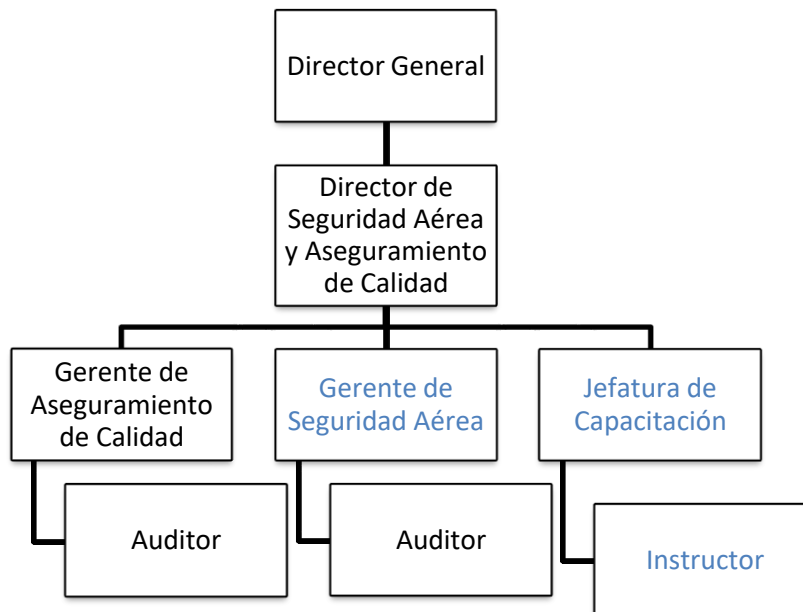 Director General
Director de
Seguridad Aérea
y Aseguramiento
de Calidad
Gerente de
Aseguramiento
de Calidad
Gerente de
Seguridad Aérea
Jefatura de
Capacitación
Auditor
Auditor
Instructor